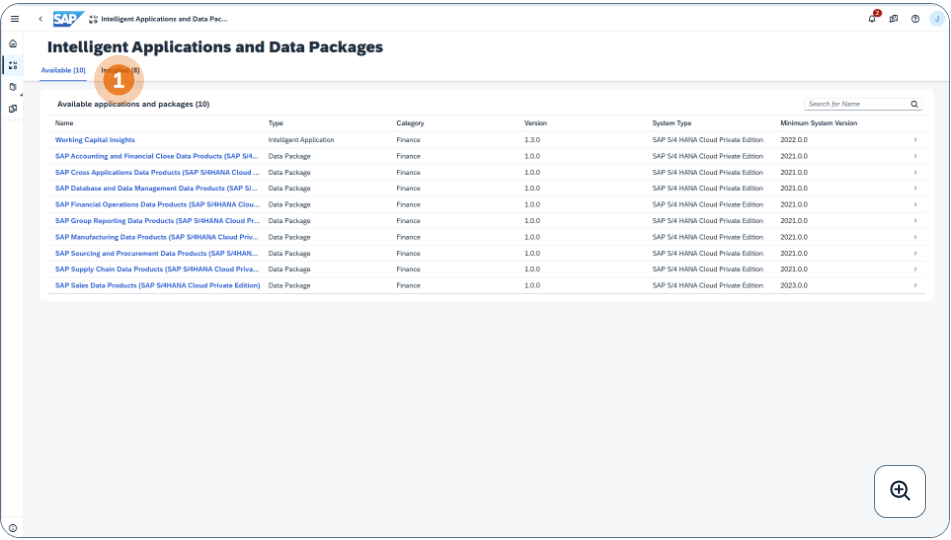 SAP Intelligent Applications and Data Pac... 2 J
Intelligent Applications and Data Packages
Available (10) 1 (8)
Available applications and packages (10) Search for Name
Name Type Category Version System Type Minimum System Version
Working Capital Insights Intelligent Application Finance 1.3.0 SAP S/4 HANA Cloud Private Edition 2022.0.0
SAP Accounting and Financial Close Data Products (SAP S/4... Data Package Finance 1.0.0 SAP S/4 HANA Cloud Private Edition 2021.0.0
SAP Cross Applications Data Products (SAP S/4HANA Cloud ... Data Package Finance 1.0.0 SAP S/4 HANA Cloud Private Edition 2021.0.0
SAP Database and Data Management Data Products (SAP S/... Data Package Finance 1.0.0 SAP S/4 HANA Cloud Private Edition 2021.0.0
SAP Financial Operations Data Products (SAP S/4HANA Clou... Data Package Finance 1.0.0 SAP S/4 HANA Cloud Private Edition 2021.0.0
SAP Group Reporting Data Products (SAP S/4HANA Cloud Pr... Data Package Finance 1.0.0 SAP S/4 HANA Cloud Private Edition 2021.0.0
SAP Manufacturing Data Products (SAP S/4HANA Cloud Priv... Data Package Finance 1.0.0 SAP S/4 HANA Cloud Private Edition 2021.0.0
SAP Sourcing and Procurement Data Products (SAP S/4HAN... Data Package Finance 1.0.0 SAP S/4 HANA Cloud Private Edition 2021.0.0
SAP Supply Chain Data Products (SAP S/4HANA Cloud Priva... Data Package Finance 1.0.0 SAP S/4 HANA Cloud Private Edition 2021.0.0
SAP Sales Data Products (SAP S/4HANA Cloud Private Edition) Data Package Finance 1.0.0 SAP S/4 HANA Cloud Private Edition 2023.0.0